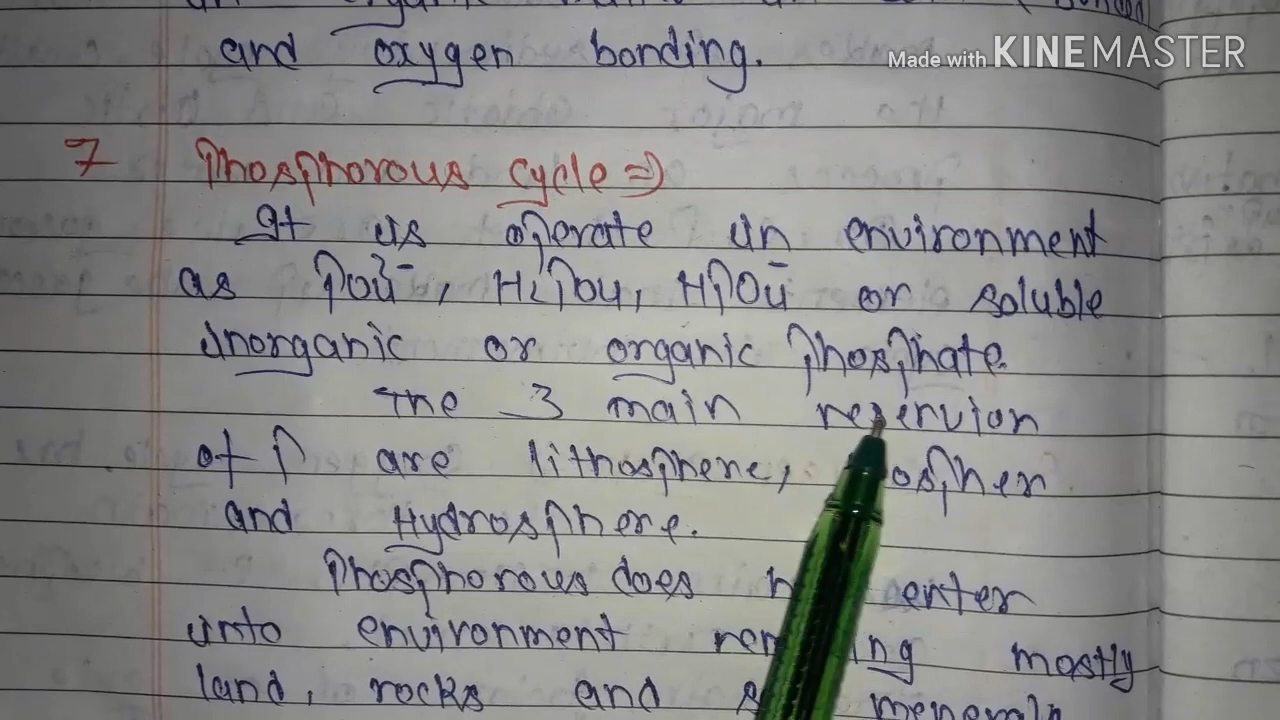 and oxygen bonding.
Made with KINEMASTER
7 Phosphorous cycle ⇒
It is operate in environment
as PO4³⁻, H2PO4, HPO4⁻ or soluble
inorganic or organic phosphate.
The 3 main reservion
of P are lithosphere,
and Hydrosphere.
Phosphorous does enter
into environment mostly
land, rocks and